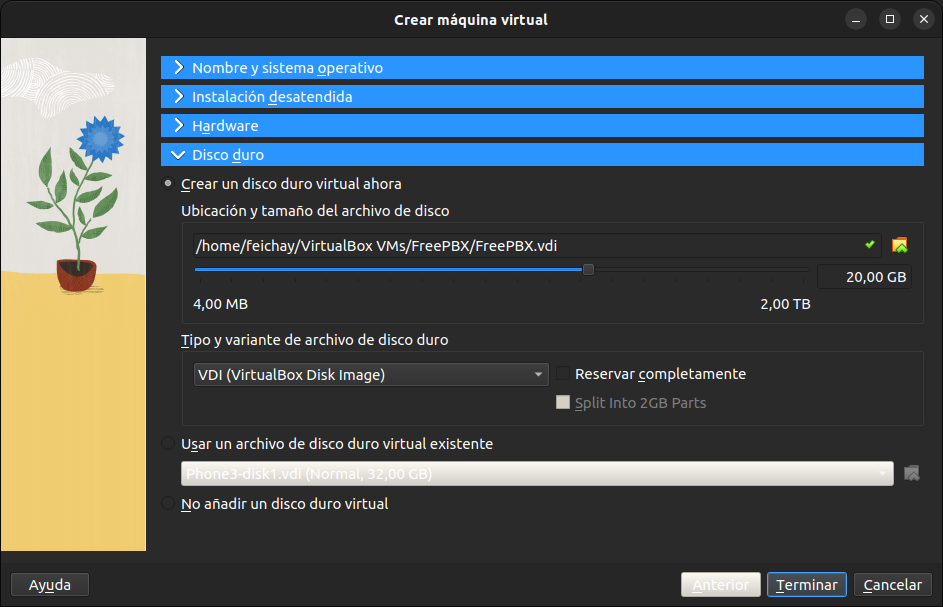 Crear máquina virtual
Nombre y sistema operativo
Instalación desatendida
Hardware
Disco duro
Crear un disco duro virtual ahora
Ubicación y tamaño del archivo de disco
/home/feichay/VirtualBox VMs/FreePBX/FreePBX.vdi
20,00 GB
4,00 MB 2,00 TB
Tipo y variante de archivo de disco duro
VDI (VirtualBox Disk Image) Reservar completamente
Split Into 2GB Parts
Usar un archivo de disco duro virtual existente
Phone3-disk1.vdi (Normal, 32,00 GB)
No añadir un disco duro virtual
Ayuda Anterior Terminar Cancelar